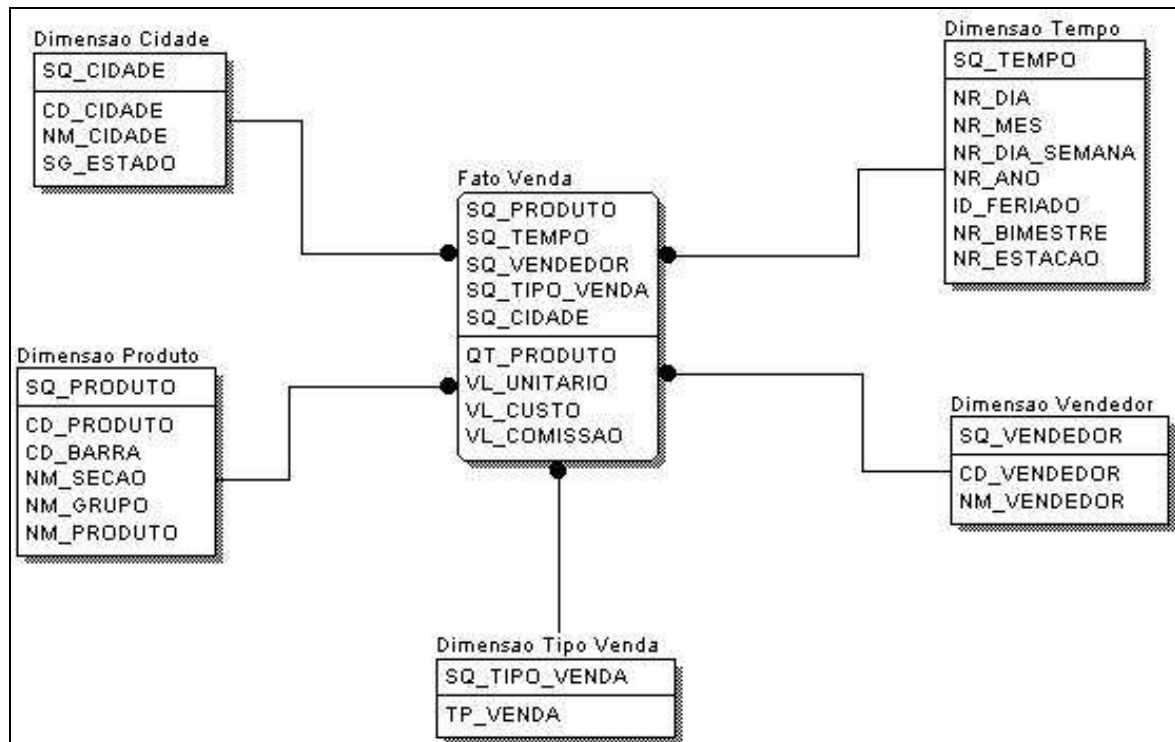 Dimensao Cidade
SQ_CIDADE
CD_CIDADE
NM_CIDADE
SG_ESTADO
Dimensao Tempo
SQ_TEMPO
NR_DIA
NR_MES
NR_DIA_SEMANA
NR_ANO
ID_FERIADO
NR_BIMESTRE
NR_ESTACAO
Fato Venda
SQ_PRODUTO
SQ_TEMPO
SQ_VENDEDOR
SQ_TIPO_VENDA
SQ_CIDADE
QT_PRODUTO
VL_UNITARIO
VL_CUSTO
VL_COMISSAO
Dimensao Produto
SQ_PRODUTO
CD_PRODUTO
CD_BARRA
NM_SECAO
NM_GRUPO
NM_PRODUTO
Dimensao Vendedor
SQ_VENDEDOR
CD_VENDEDOR
NM_VENDEDOR
Dimensao Tipo Venda
SQ_TIPO_VENDA
TP_VENDA